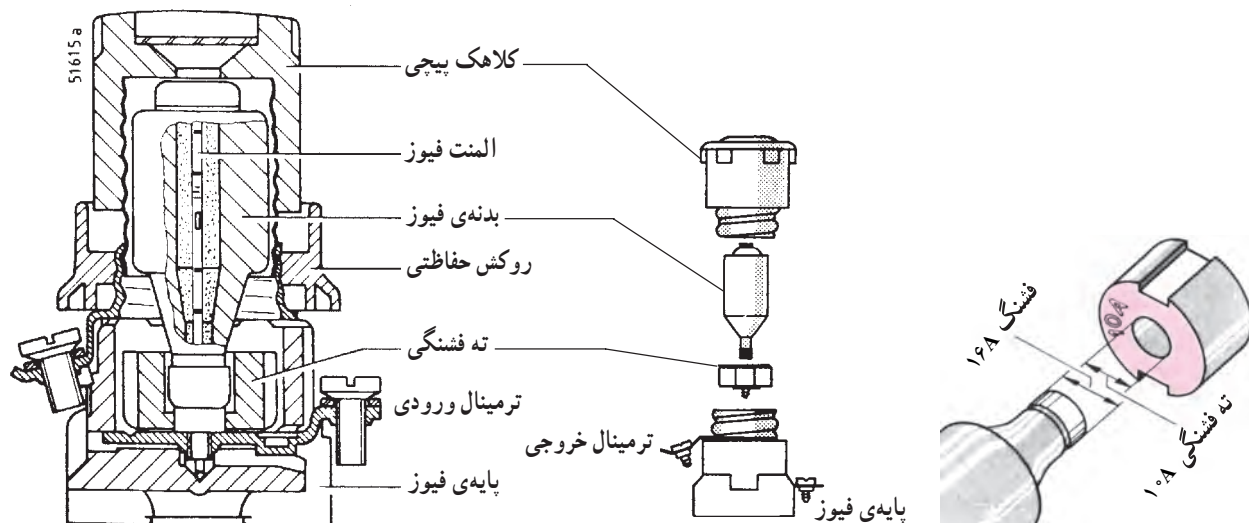 51615 a
کلاهک پیچی
المنت فیوز
بدنه‌ی فیوز
روکش حفاظتی
ته فشنگی
ترمینال ورودی
پایه‌ی فیوز
ترمینال خروجی
پایه‌ی فیوز
فشنگ ۱۶A
ته فشنگی ۱۰A
10A